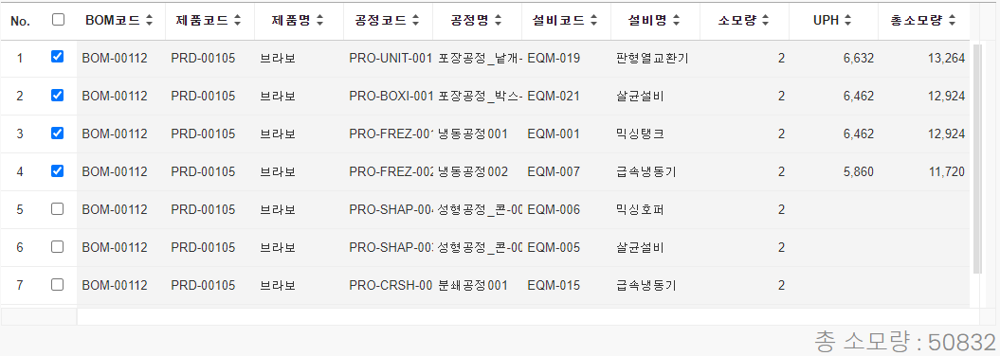 No. BOM코드 제품코드 제품명 공정코드 공정명 설비코드 설비명 소모량 UPH 총소모량
1 BOM-00112 PRD-00105 브라보 PRO-UNIT-001 포장공정_낱개- EQM-019 판형열교환기 2 6,632 13,264
2 BOM-00112 PRD-00105 브라보 PRO-BOXI-001 포장공정_박스- EQM-021 살균설비 2 6,462 12,924
3 BOM-00112 PRD-00105 브라보 PRO-FREZ-001 냉동공정001 EQM-001 믹싱탱크 2 6,462 12,924
4 BOM-00112 PRD-00105 브라보 PRO-FREZ-002 냉동공정002 EQM-007 급속냉동기 2 5,860 11,720
5 BOM-00112 PRD-00105 브라보 PRO-SHAP-004 성형공정_콘-00 EQM-006 믹싱호퍼 2
6 BOM-00112 PRD-00105 브라보 PRO-SHAP-003 성형공정_콘-00 EQM-005 살균설비 2
7 BOM-00112 PRD-00105 브라보 PRO-CRSH-00 분쇄공정001 EQM-015 급속냉동기 2
총 소모량 : 50832